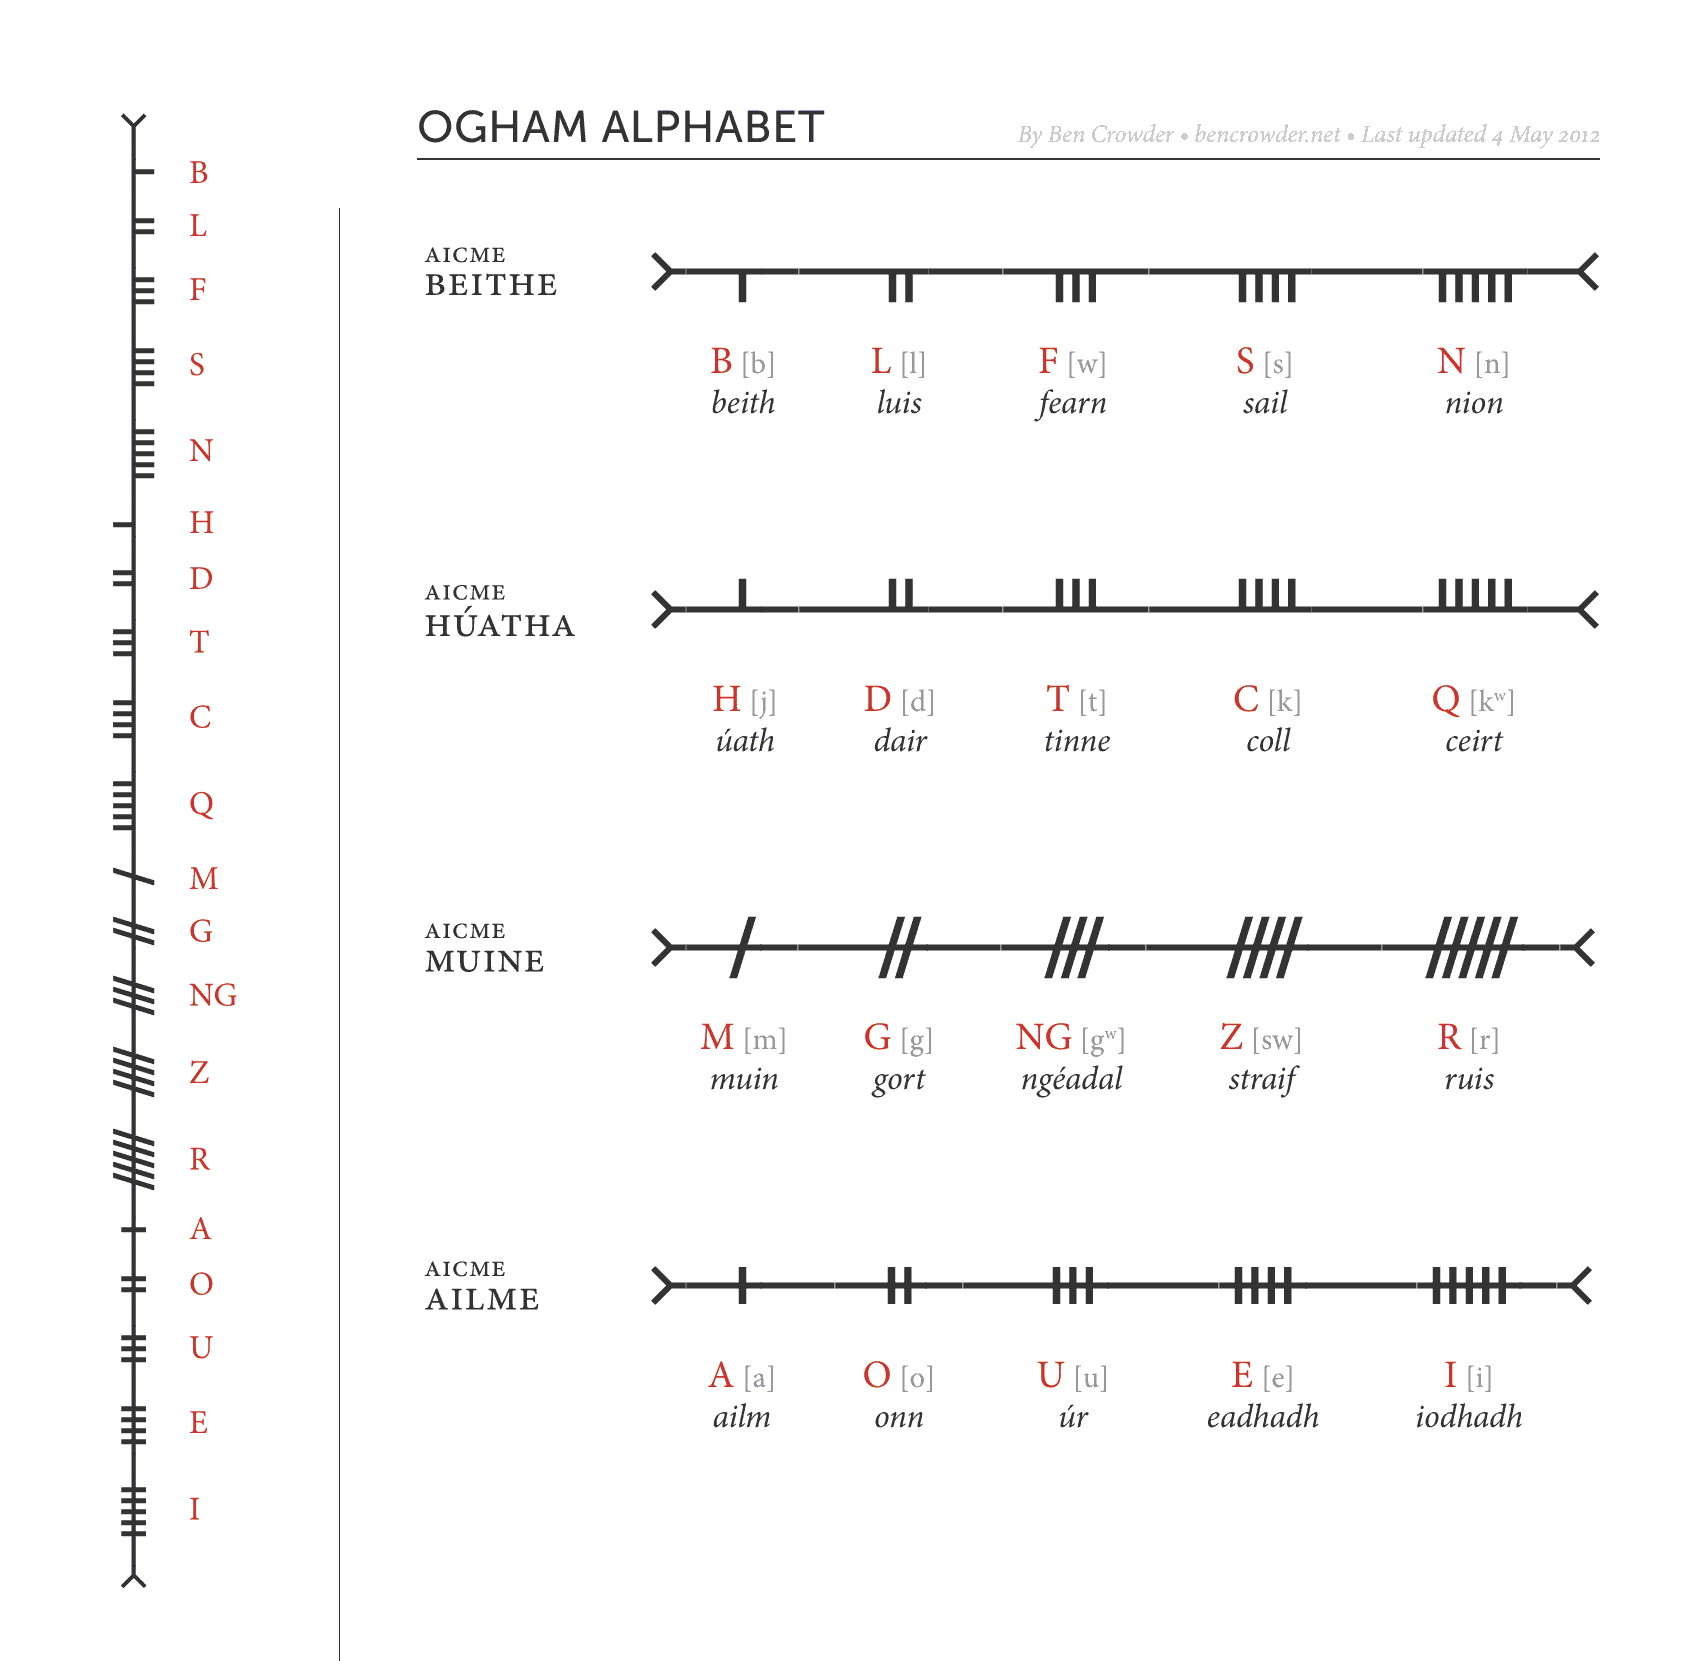 OGHAM ALPHABET
By Ben Crowder • bencrowder.net • Last updated 4 May 2012
B
L
F
S
N
H
D
T
C
Q
M
G
NG
Z
R
A
O
U
E
I
AICME
BEITHE
B [b] L [l] F [w] S [s] N [n]
beith luis fearn sail nion
AICME
HÚATHA
H [j] D [d] T [t] C [k] Q [kʷ]
úath dair tinne coll ceirt
AICME
MUINE
M [m] G [g] NG [gʷ] Z [sw] R [r]
muin gort ngéadal straif ruis
AICME
AILME
A [a] O [o] U [u] E [e] I [i]
ailm onn úr eadhadh iodhadh